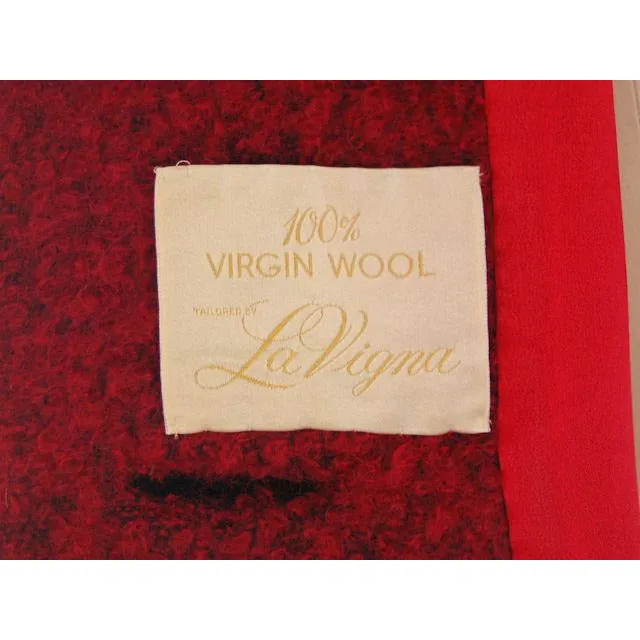 100%
VIRGIN WOOL
TAILORED BY
La Vigna